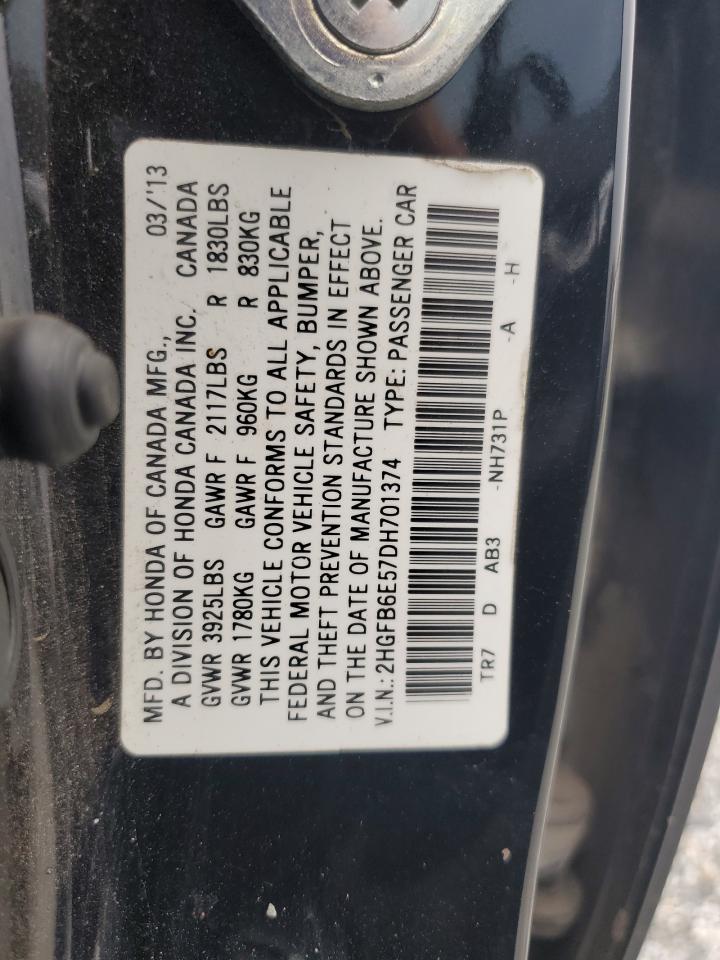 MFD. BY HONDA OF CANADA MFG., 03/'13
A DIVISION OF HONDA CANADA INC. CANADA
GVWR 3925LBS GAWR F 2117LBS R 1830LBS
GVWR 1780KG GAWR F 960KG R 830KG
THIS VEHICLE CONFORMS TO ALL APPLICABLE
FEDERAL MOTOR VEHICLE SAFETY, BUMPER,
AND THEFT PREVENTION STANDARDS IN EFFECT
ON THE DATE OF MANUFACTURE SHOWN ABOVE.
V.I.N.: 2HGFB6E57DH701374 TYPE: PASSENGER CAR
TR7 D AB3 -NH731P -A -H